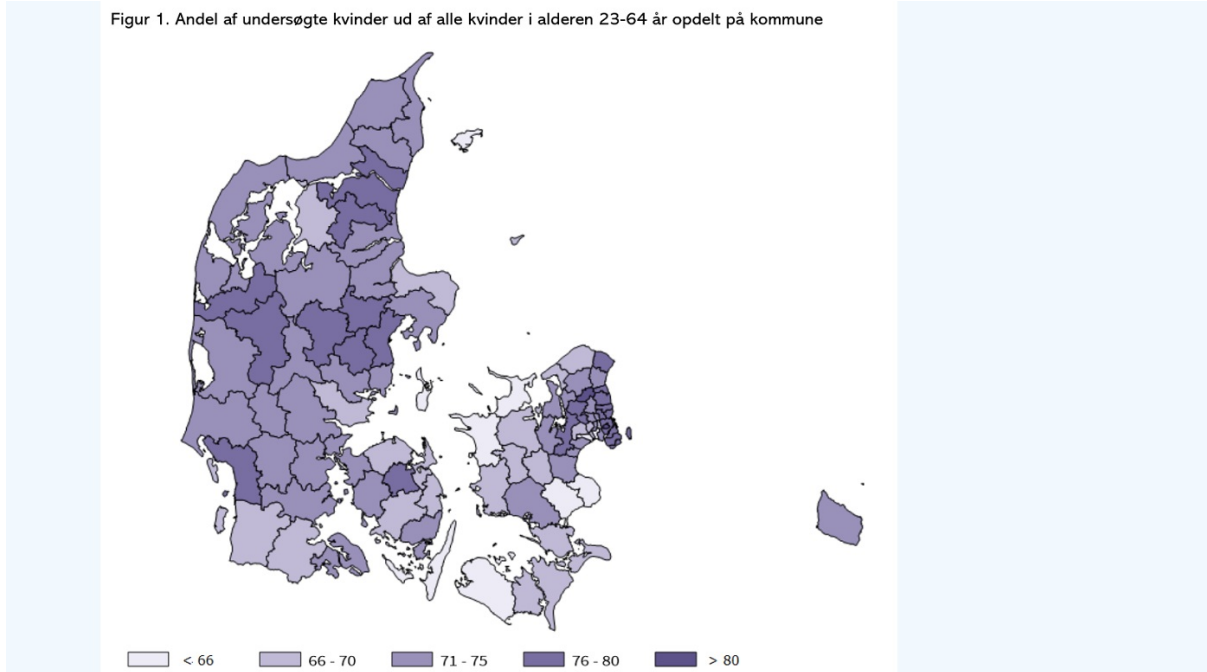 Figur 1. Andel af undersøgte kvinder ud af alle kvinder i alderen 23-64 år opdelt på kommune
< 66 66 - 70 71 - 75 76 - 80 > 80